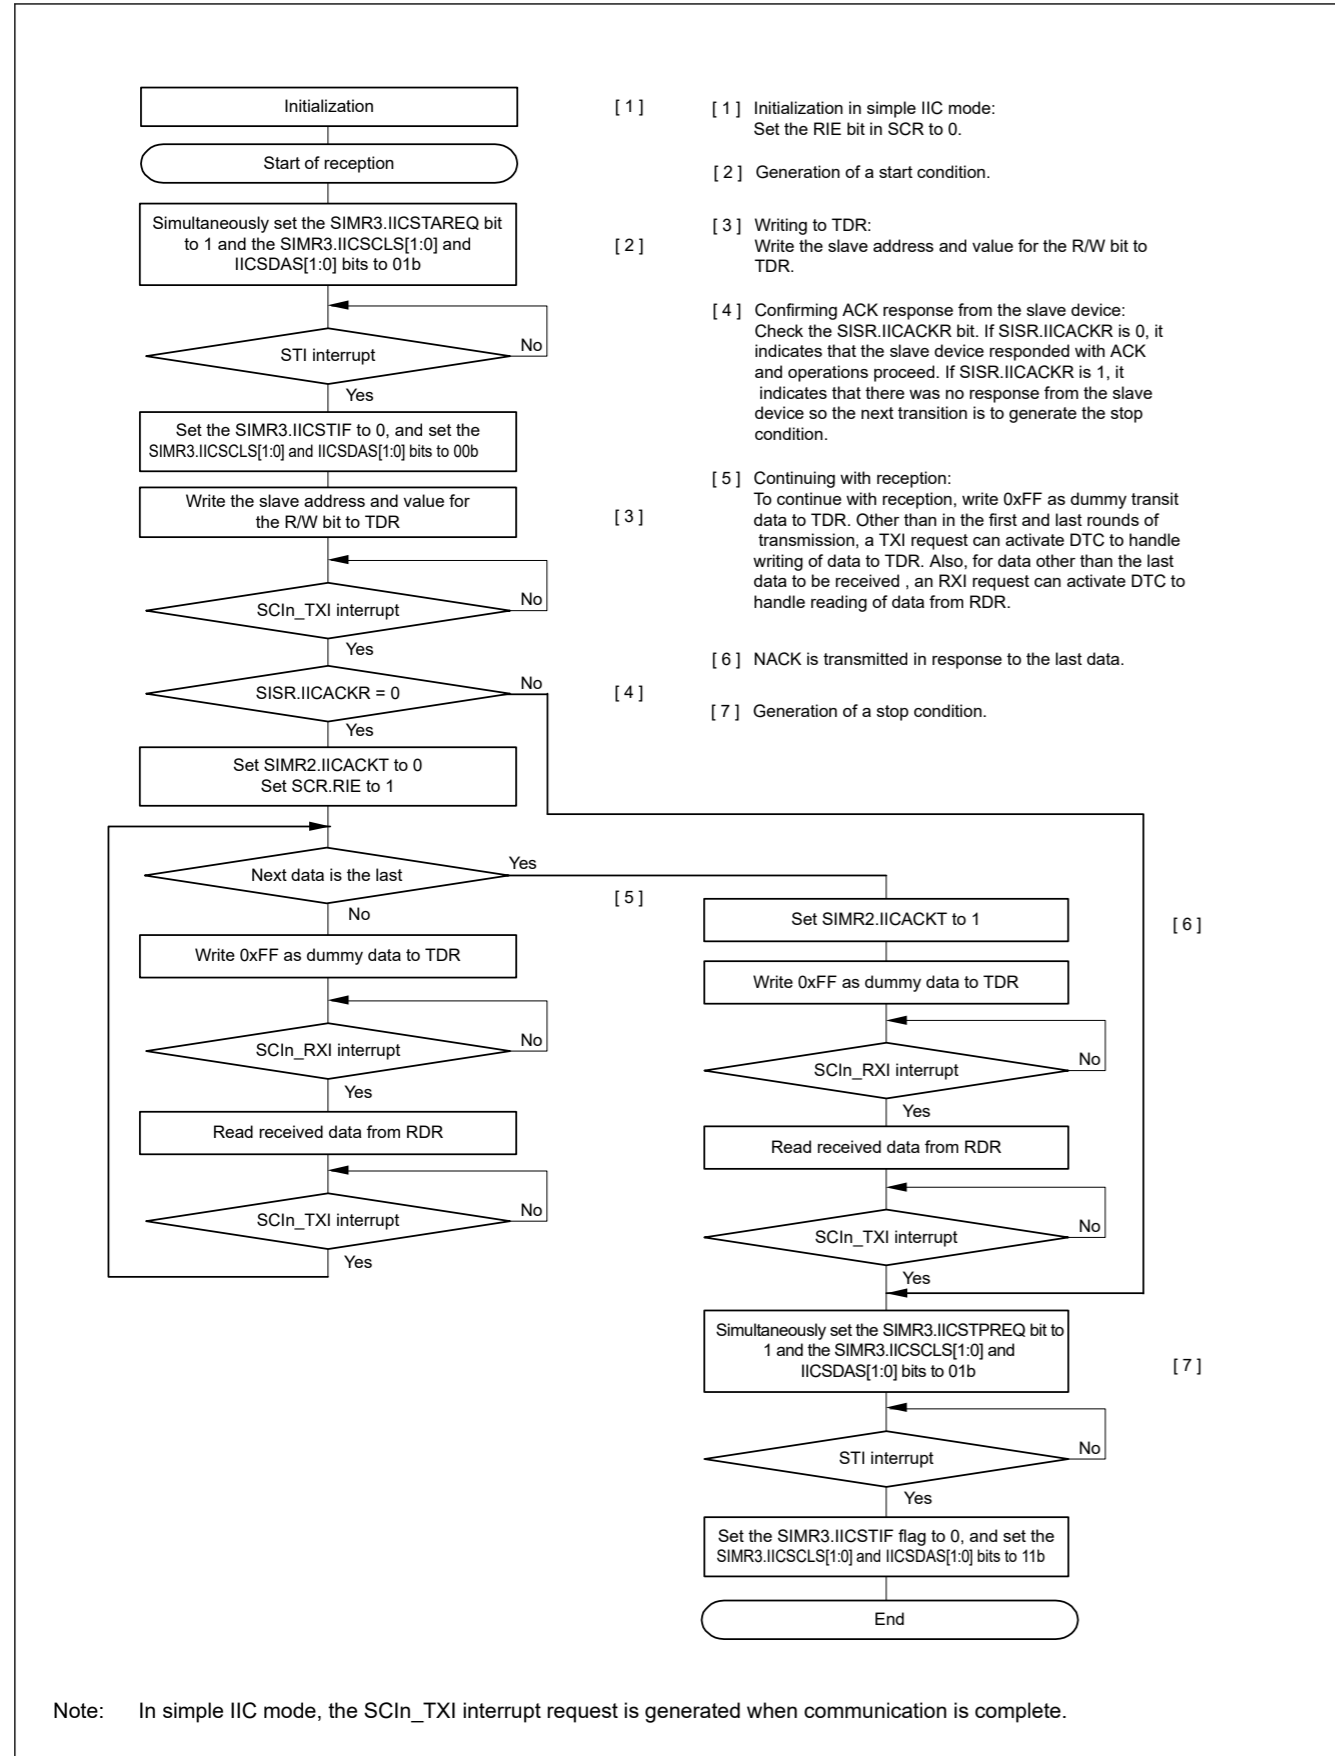 Initialization
[ 1 ]
Start of reception
Simultaneously set the SIMR3.IICSTAREQ bit
to 1 and the SIMR3.IICSCLS[1:0] and
IICSDAS[1:0] bits to 01b
[ 2 ]
STI interrupt
No
Yes
Set the SIMR3.IICSTIF to 0, and set the
SIMR3.IICSCLS[1:0] and IICSDAS[1:0] bits to 00b
Write the slave address and value for
the R/W bit to TDR
[ 3 ]
SCIn_TXI interrupt
No
Yes
SISR.IICACKR = 0
No
[ 4 ]
Yes
Set SIMR2.IICACKT to 0
Set SCR.RIE to 1
Next data is the last
Yes
[ 5 ]
No
Write 0xFF as dummy data to TDR
SCIn_RXI interrupt
No
Yes
Read received data from RDR
SCIn_TXI interrupt
No
Yes
[ 1 ] Initialization in simple IIC mode:
Set the RIE bit in SCR to 0.
[ 2 ] Generation of a start condition.
[ 3 ] Writing to TDR:
Write the slave address and value for the R/W bit to
TDR.
[ 4 ] Confirming ACK response from the slave device:
Check the SISR.IICACKR bit. If SISR.IICACKR is 0, it
indicates that the slave device responded with ACK
and operations proceed. If SISR.IICACKR is 1, it
indicates that there was no response from the slave
device so the next transition is to generate the stop
condition.
[ 5 ] Continuing with reception:
To continue with reception, write 0xFF as dummy transit
data to TDR. Other than in the first and last rounds of
transmission, a TXI request can activate DTC to handle
writing of data to TDR. Also, for data other than the last
data to be received , an RXI request can activate DTC to
handle reading of data from RDR.
[ 6 ] NACK is transmitted in response to the last data.
[ 7 ] Generation of a stop condition.
Set SIMR2.IICACKT to 1
[ 6 ]
Write 0xFF as dummy data to TDR
SCIn_RXI interrupt
No
Yes
Read received data from RDR
SCIn_TXI interrupt
No
Yes
Simultaneously set the SIMR3.IICSTPREQ bit to
1 and the SIMR3.IICSCLS[1:0] and
IICSDAS[1:0] bits to 01b
[ 7 ]
STI interrupt
No
Yes
Set the SIMR3.IICSTIF flag to 0, and set the
SIMR3.IICSCLS[1:0] and IICSDAS[1:0] bits to 11b
End
Note: In simple IIC mode, the SCIn_TXI interrupt request is generated when communication is complete.